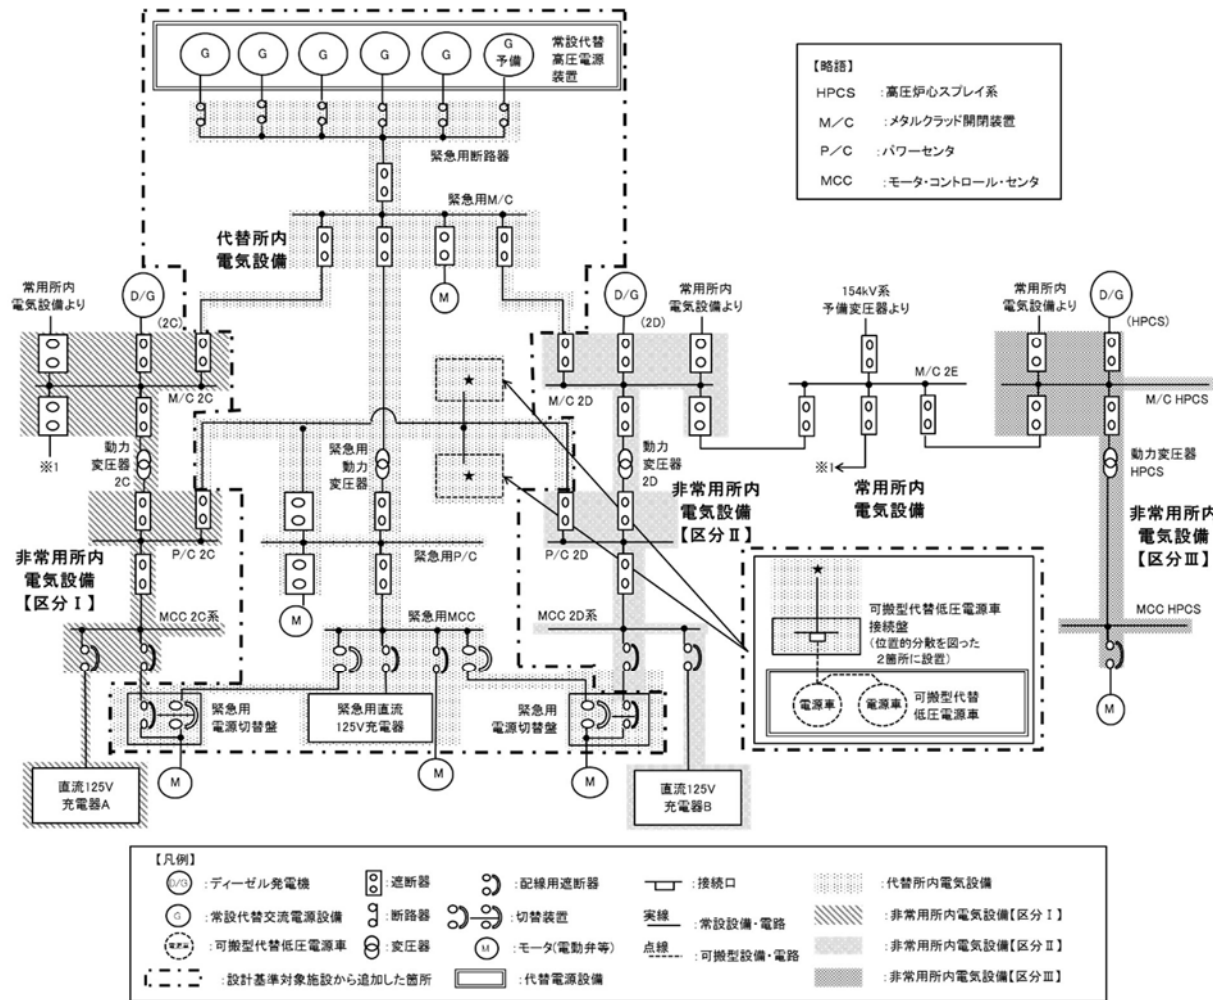 G
G
G
G
G
G
予備
常設代替
高圧電源
装置
【略語】
HPCS :高圧炉心スプレイ系
M/C :メタルクラッド開閉装置
P/C :パワーセンタ
MCC :モータ・コントロール・センタ
緊急用断路器
緊急用M/C
代替所内
電気設備
M
常用所内
電気設備より
D/G
(2C)
D/G
(2D)
常用所内
電気設備より
154kV系
予備変圧器より
常用所内
電気設備より
D/G
(HPCS)
M/C 2C
★
M/C 2D
M/C 2E
M/C HPCS
※1
動力
変圧器
2C
緊急用
動力
変圧器
★
動力
変圧器
2D
※1
常用所内
電気設備
動力変圧器
HPCS
非常用所内
電気設備
【区分Ⅱ】
非常用所内
電気設備
【区分Ⅲ】
P/C 2C
緊急用P/C
P/C 2D
非常用所内
電気設備
【区分Ⅰ】
M
MCC 2C系
緊急用MCC
MCC 2D系
MCC HPCS
★
可搬型代替低圧電源車
接続盤
(位置的分散を図った
2箇所に設置)
電源車
電源車
可搬型代替
低圧電源車
緊急用
電源切替盤
緊急用直流
125V充電器
緊急用
電源切替盤
M
M
M
M
直流125V
充電器A
直流125V
充電器B
【凡例】
D/G :ディーゼル発電機
:遮断器
:配線用遮断器
:接続口
:代替所内電気設備
G :常設代替交流電源設備
:断路器
:切替装置
実線 :常設設備・電路
:非常用所内電気設備【区分Ⅰ】
電源車 :可搬型代替低圧電源車
:変圧器
M :モータ(電動弁等)
点線 :可搬型設備・電路
:非常用所内電気設備【区分Ⅱ】
:設計基準対象施設から追加した箇所
:代替電源設備
:非常用所内電気設備【区分Ⅲ】